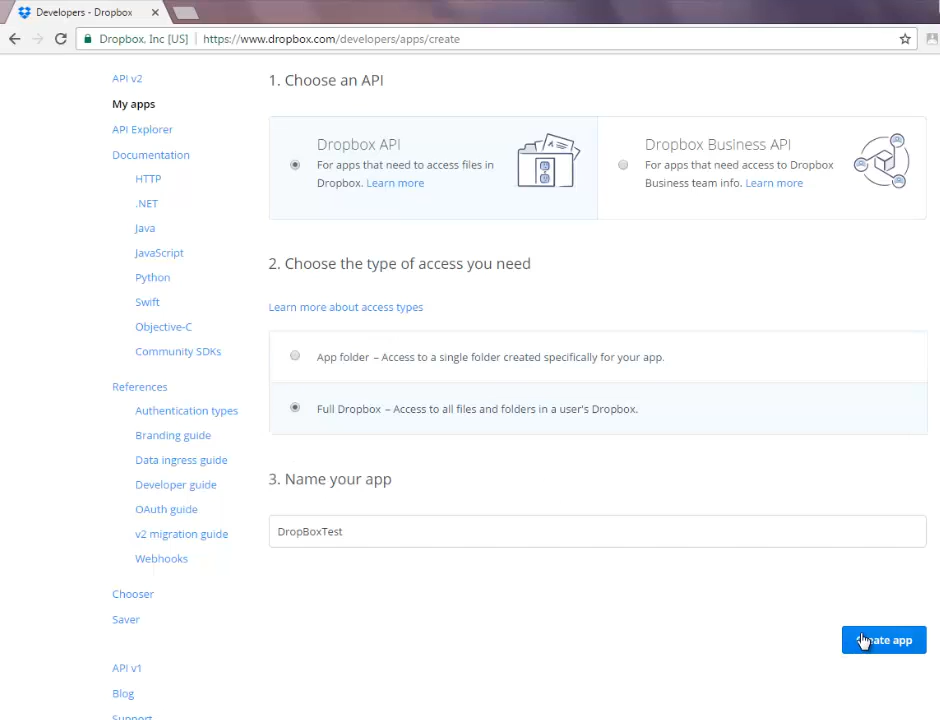 Developers - Dropbox
Dropbox, Inc [US] https://www.dropbox.com/developers/apps/create
API v2
My apps
API Explorer
Documentation
HTTP
.NET
Java
JavaScript
Python
Swift
Objective-C
Community SDKs
References
Authentication types
Branding guide
Data ingress guide
Developer guide
OAuth guide
v2 migration guide
Webhooks
Chooser
Saver
API v1
Blog
Support
1. Choose an API
Dropbox API
For apps that need to access files in
Dropbox. Learn more
Dropbox Business API
For apps that need access to Dropbox
Business team info. Learn more
2. Choose the type of access you need
Learn more about access types
App folder – Access to a single folder created specifically for your app.
Full Dropbox – Access to all files and folders in a user's Dropbox.
3. Name your app
DropBoxTest
Create app